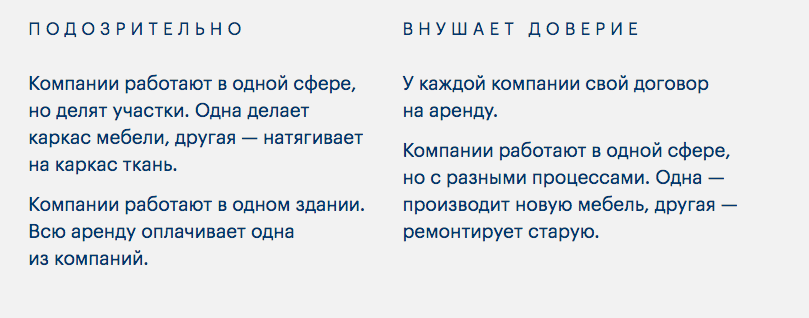 ПОДОЗРИТЕЛЬНО
Компании работают в одной сфере,
но делят участки. Одна делает
каркас мебели, другая — натягивает
на каркас ткань.
Компании работают в одном здании.
Всю аренду оплачивает одна
из компаний.
ВНУШАЕТ ДОВЕРИЕ
У каждой компании свой договор
на аренду.
Компании работают в одной сфере,
но с разными процессами. Одна —
производит новую мебель, другая —
ремонтирует старую.